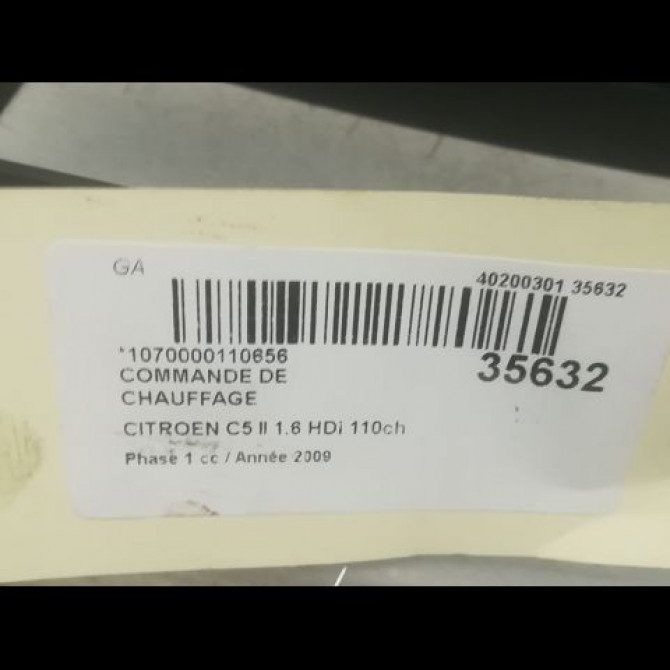 GA
40200301 35632
*1070000110656
35632
COMMANDE DE
CHAUFFAGE
CITROEN C5 II 1.6 HDi 110ch
Phase 1 cc / Année 2009